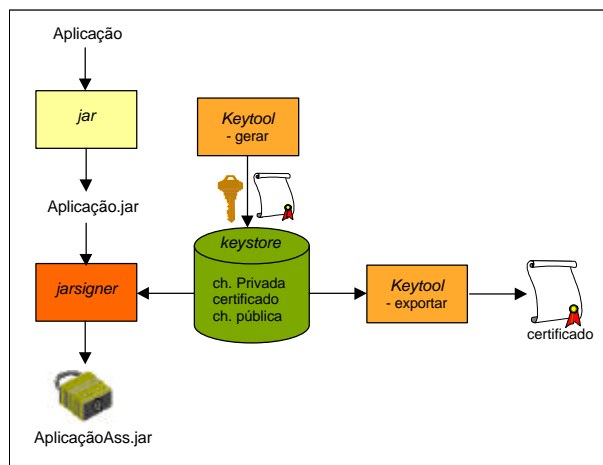 Aplicação
jar
Keytool
- gerar
Aplicação.jar
keystore
jarsigner
ch. Privada
certificado
ch. pública
Keytool
- exportar
certificado
AplicaçãoAss.jar